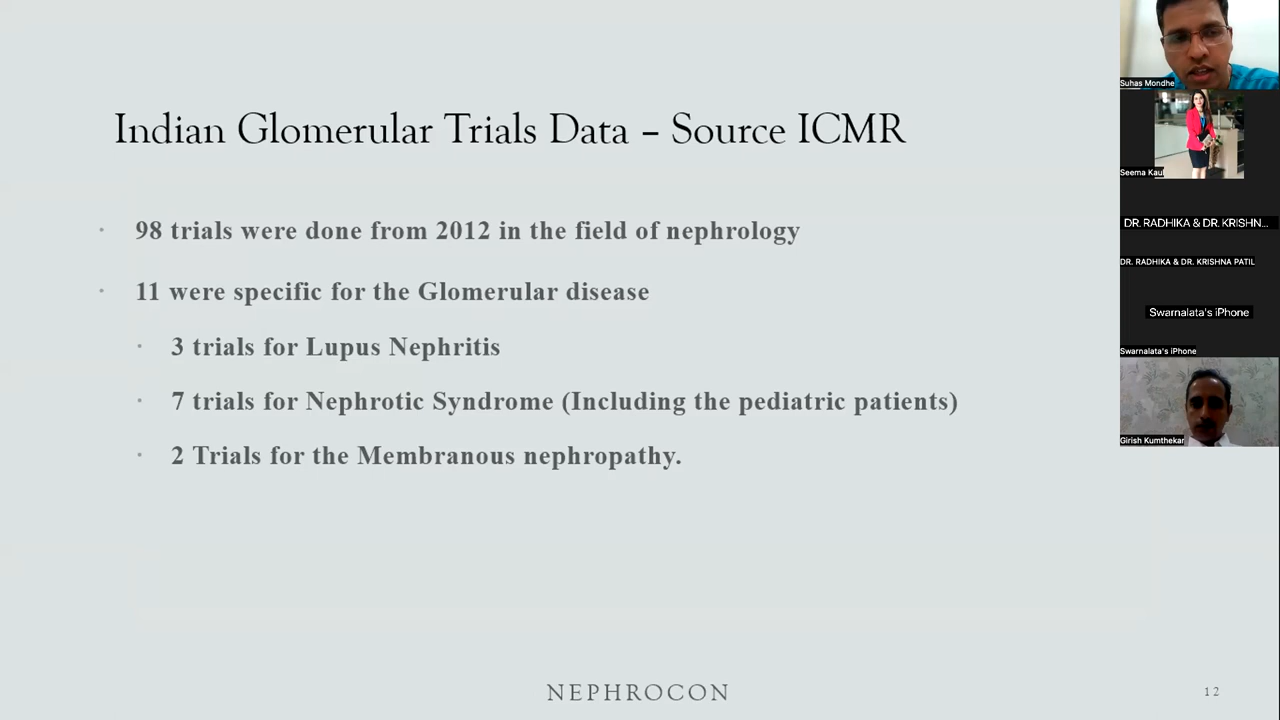 Indian Glomerular Trials Data – Source ICMR
98 trials were done from 2012 in the field of nephrology
11 were specific for the Glomerular disease
3 trials for Lupus Nephritis
7 trials for Nephrotic Syndrome (Including the pediatric patients)
2 Trials for the Membranous nephropathy.
NEPHROCON
12
Suhas Mondhe
Seema Kaul
DR. RADHIKA & DR. KRISHN...
DR. RADHIKA & DR. KRISHNA PATIL
Swarnalata's iPhone
Swarnalata's iPhone
Girish Kumthekar